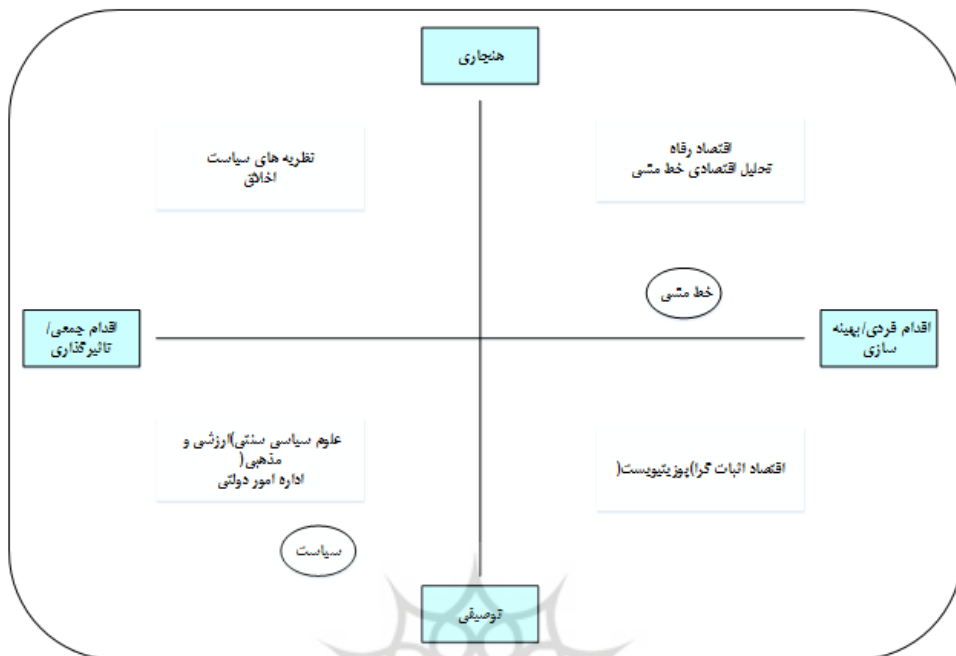 هنجاری
اقتصاد رفاه
تحلیل اقتصادی خط مشی
نظریه های سیاست
اخلاق
خط مشی
اقدام فردی/بهینه
سازی
اقدام جمعی/
تاثیرگذاری
علوم سیاسی سنتی)ارزشی و
مذهبی(
اداره امور دولتی
اقتصاد اثبات گرا)پوزیتیویست(
سیاست
توصیفی